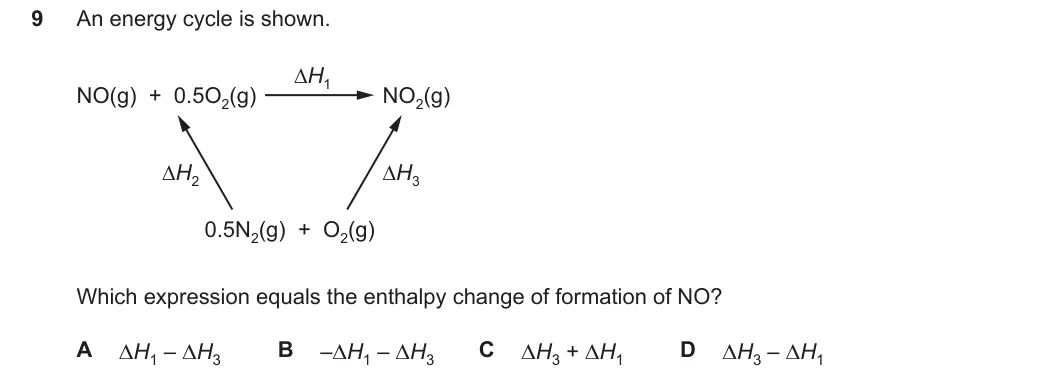 9 An energy cycle is shown.
ΔH₁
NO(g) + 0.5O₂(g) NO₂(g)
ΔH₂ ΔH₃
0.5N₂(g) + O₂(g)
Which expression equals the enthalpy change of formation of NO?
A ΔH₁ – ΔH₃ B –ΔH₁ – ΔH₃ C ΔH₃ + ΔH₁ D ΔH₃ – ΔH₁